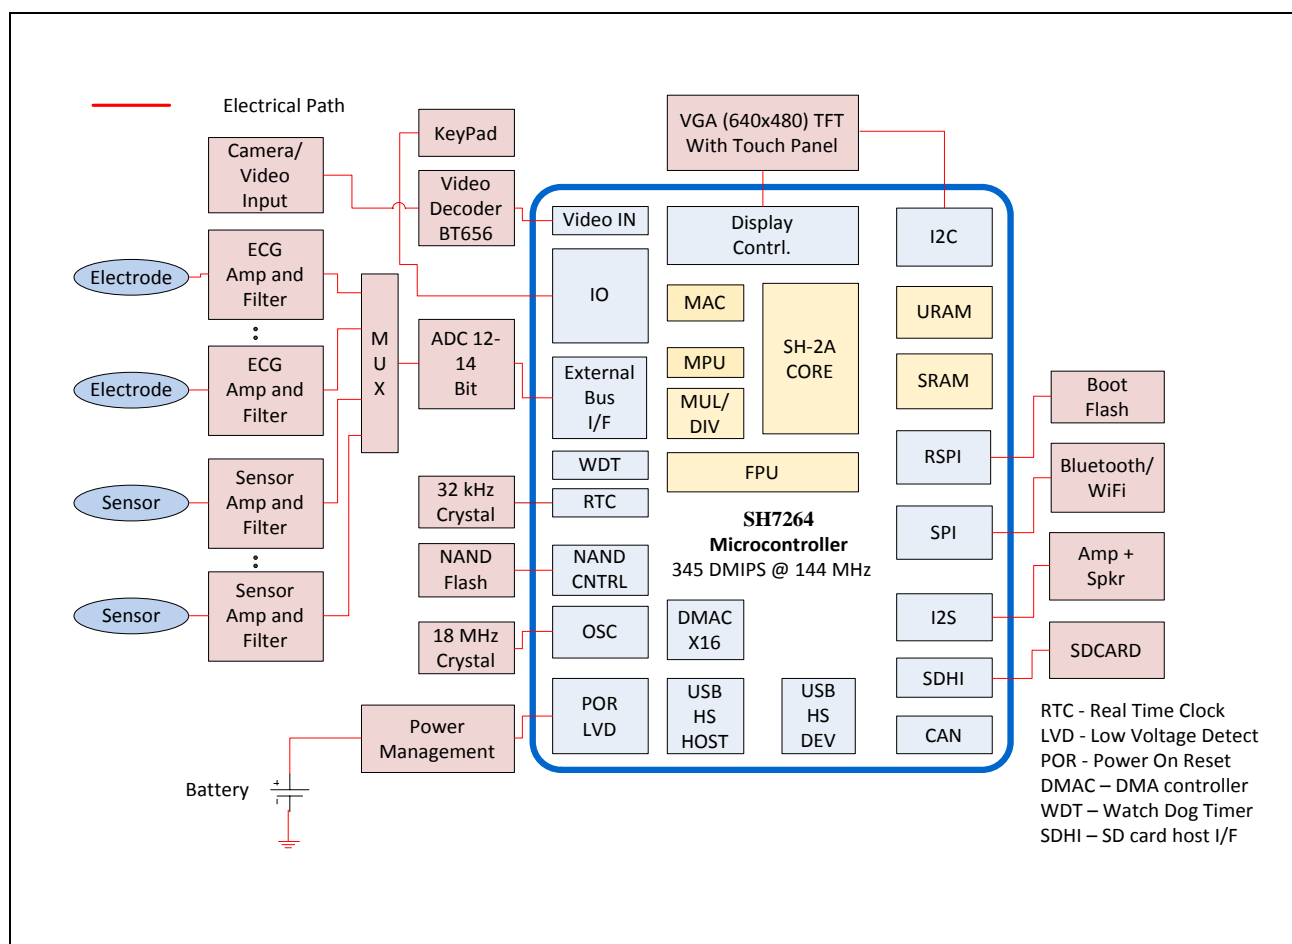 Electrical Path
KeyPad
VGA (640x480) TFT
With Touch Panel
Camera/
Video
Input
Video
Decoder
BT656
Video IN
Display
Contrl.
I2C
Electrode
ECG
Amp and
Filter
IO
MAC
SH-2A
CORE
URAM
Electrode
ECG
Amp and
Filter
M
U
X
ADC 12-
14
Bit
External
Bus
I/F
MPU
MUL/
DIV
SRAM
Boot
Flash
Sensor
Sensor
Amp and
Filter
WDT
FPU
RSPI
Bluetooth/
WiFi
32 kHz
Crystal
RTC
SH7264
Microcontroller
345 DMIPS @ 144 MHz
SPI
NAND
Flash
NAND
CNTRL
Amp +
Spkr
Sensor
Sensor
Amp and
Filter
18 MHz
Crystal
OSC
DMAC
X16
I2S
SDCARD
SDHI
Power
Management
POR
LVD
USB
HS
HOST
USB
HS
DEV
CAN
Battery
+
-
RTC - Real Time Clock
LVD - Low Voltage Detect
POR - Power On Reset
DMAC – DMA controller
WDT – Watch Dog Timer
SDHI – SD card host I/F